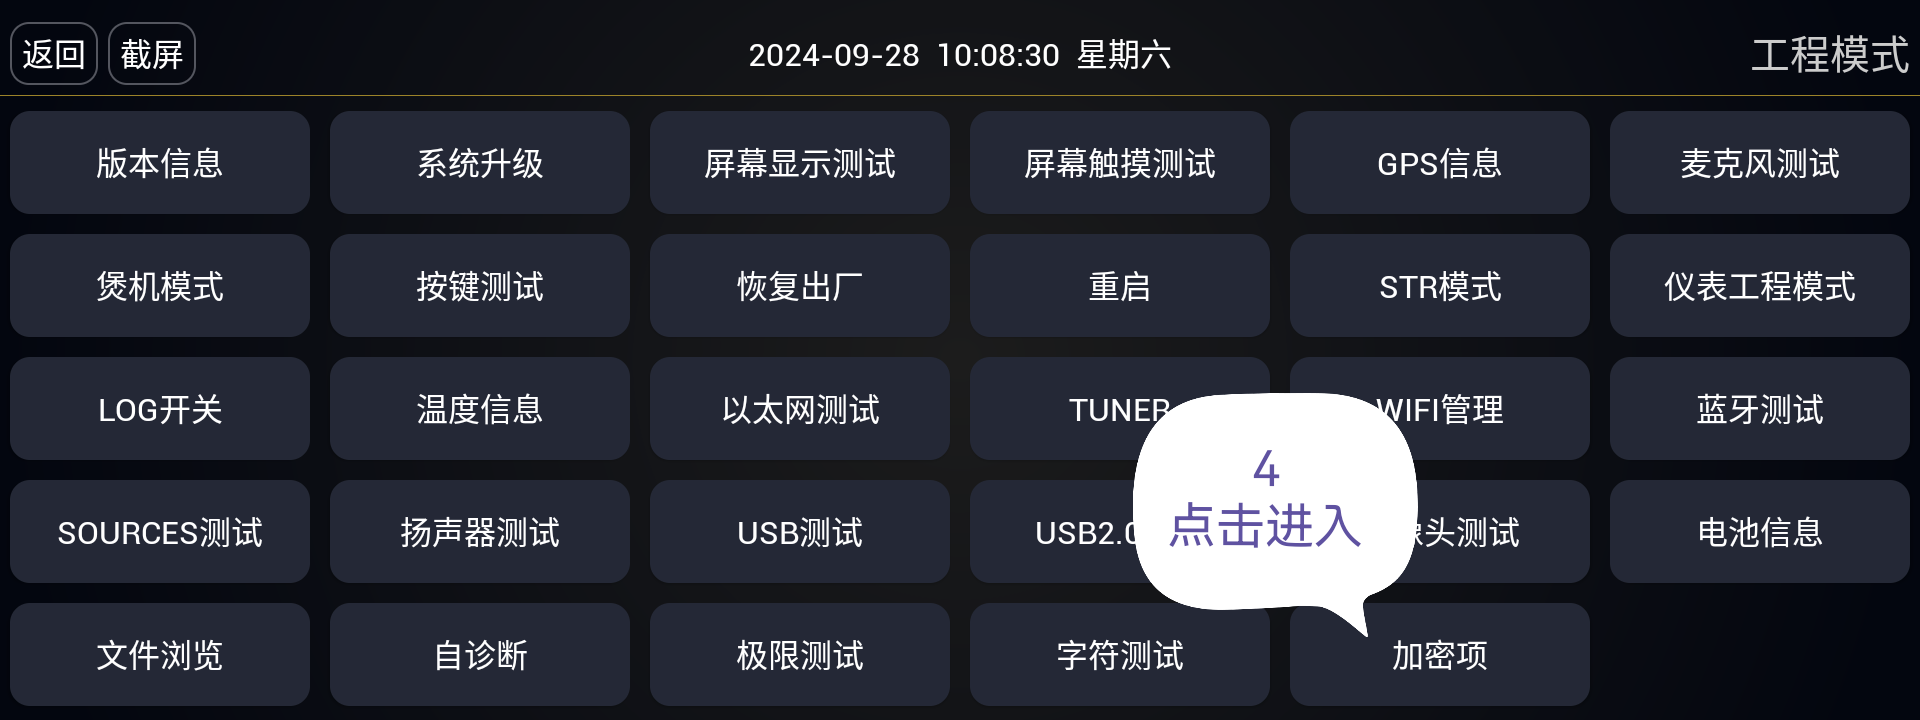 返回 截屏 2024-09-28 10:08:30 星期六 工程模式
版本信息 系统升级 屏幕显示测试 屏幕触摸测试 GPS信息 麦克风测试
煲机模式 按键测试 恢复出厂 重启 STR模式 仪表工程模式
LOG开关 温度信息 以太网测试 TUNER WIFI管理 蓝牙测试
4
点击进入
SOURCES测试 扬声器测试 USB测试 USB2.0 头测试 电池信息
文件浏览 自诊断 极限测试 字符测试 加密项